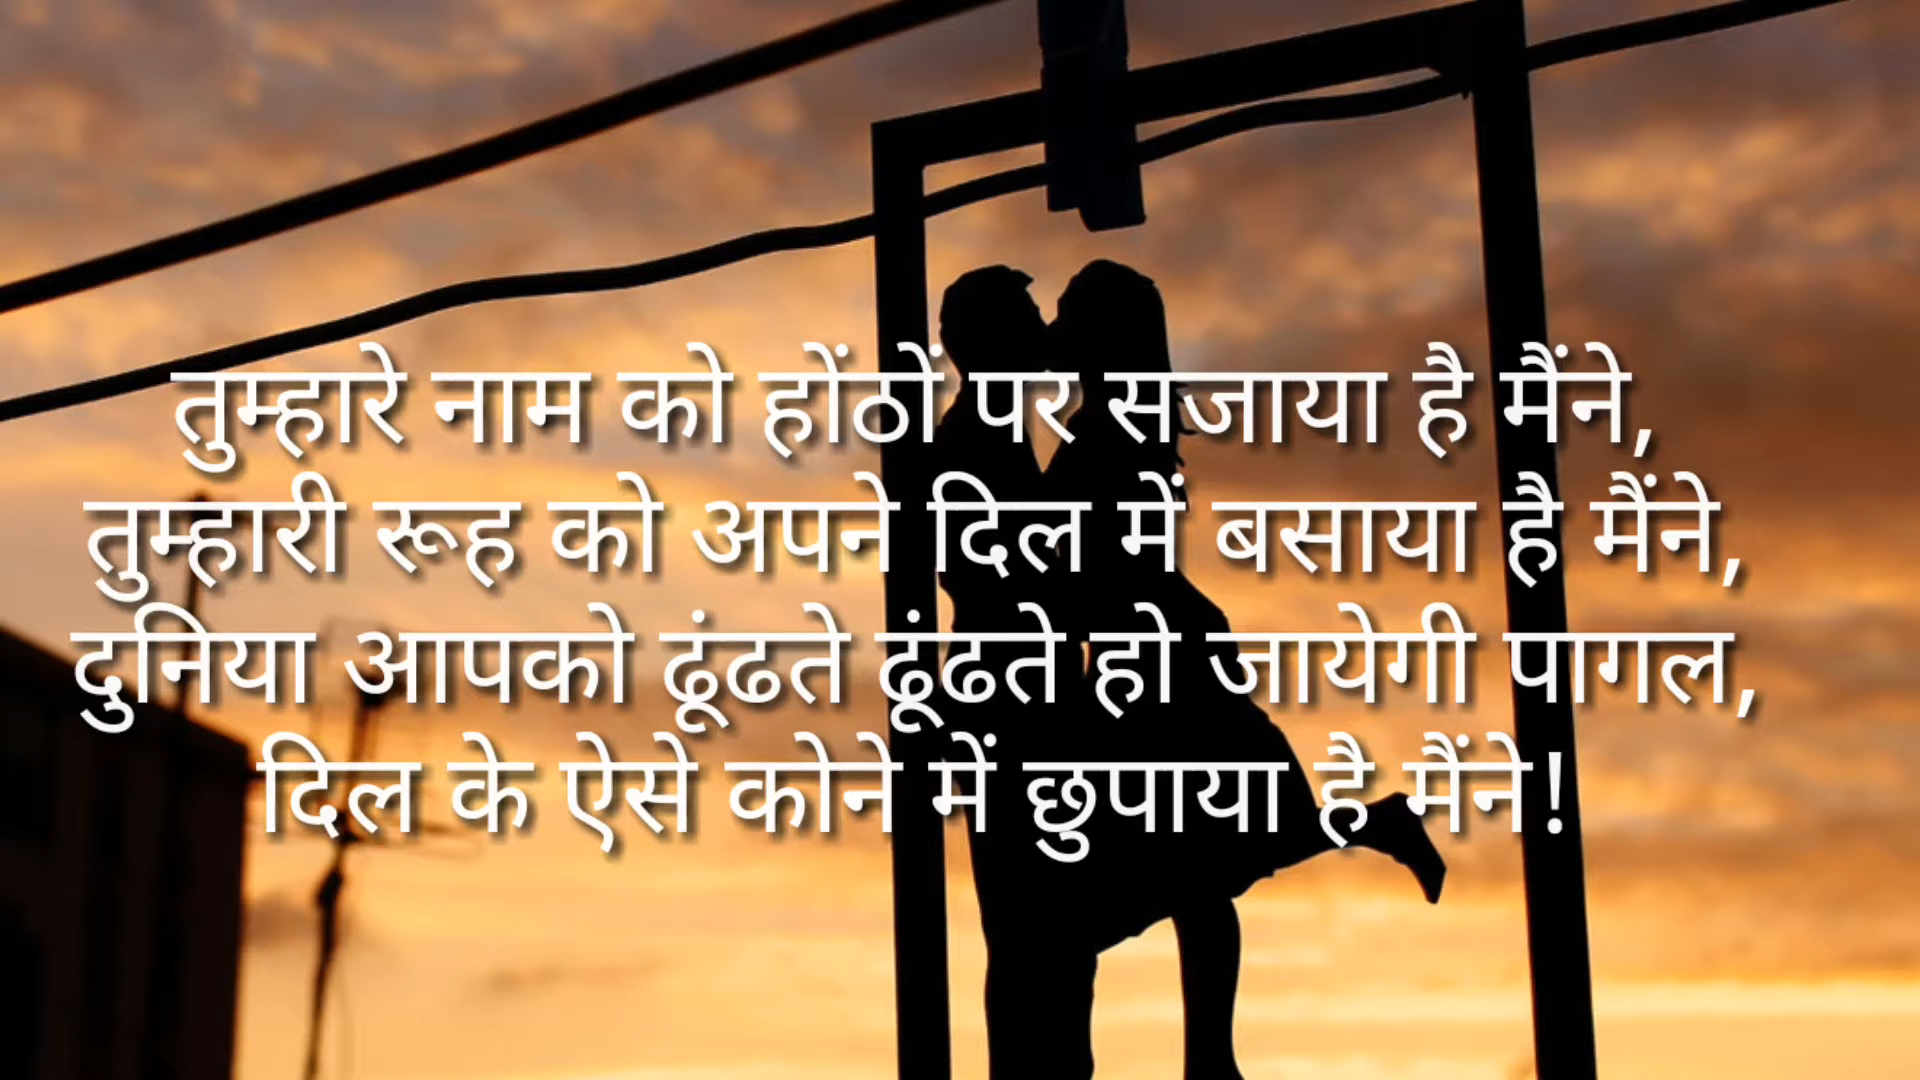 तुम्हारे नाम को होंठों पर सजाया है मैंने,
तुम्हारी रूह को अपने दिल में बसाया है मैंने,
दुनिया आपको ढूंढते ढूंढते हो जायेगी पागल,
दिल के ऐसे कोने में छुपाया है मैंने!